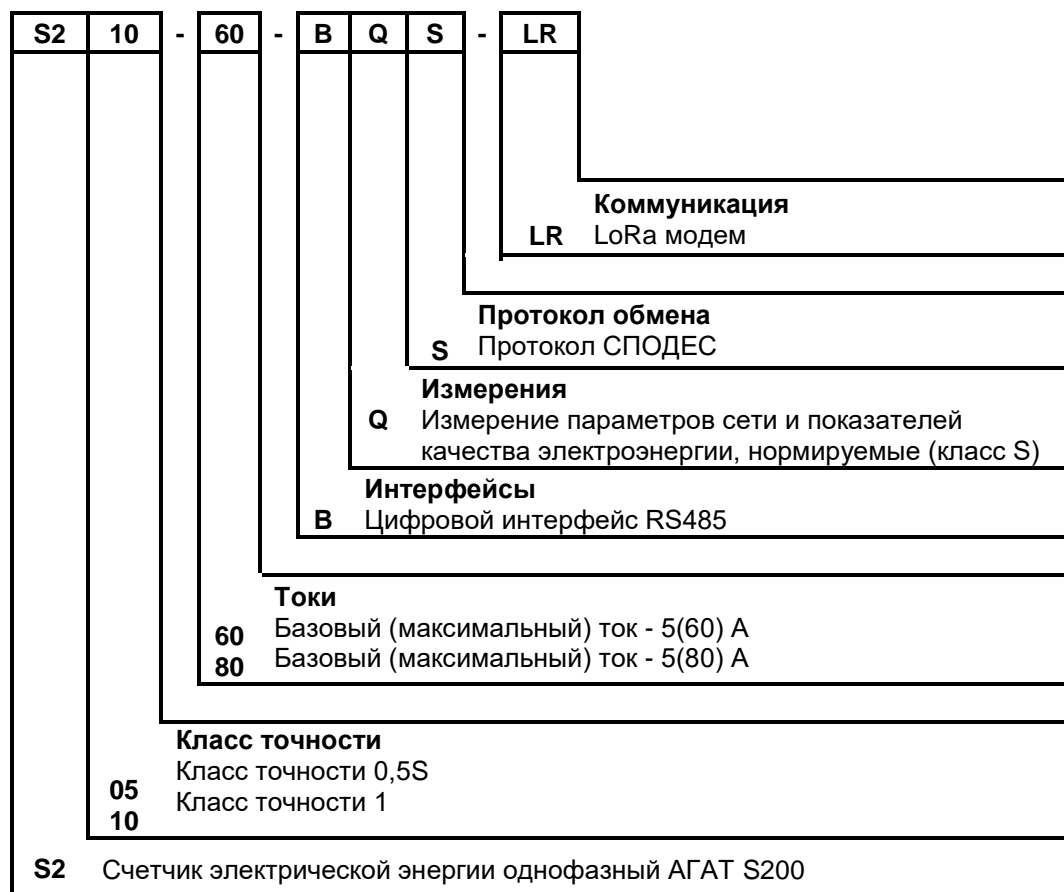 S2 10 - 60 - B Q S - LR
Коммуникация
LR LoRa модем
Протокол обмена
S Протокол СПОДЕС
Измерения
Q Измерение параметров сети и показателей
качества электроэнергии, нормируемые (класс S)
Интерфейсы
B Цифровой интерфейс RS485
Токи
60 Базовый (максимальный) ток - 5(60) А
80 Базовый (максимальный) ток - 5(80) А
Класс точности
05 Класс точности 0,5S
10 Класс точности 1
S2 Счетчик электрической энергии однофазный АГАТ S200